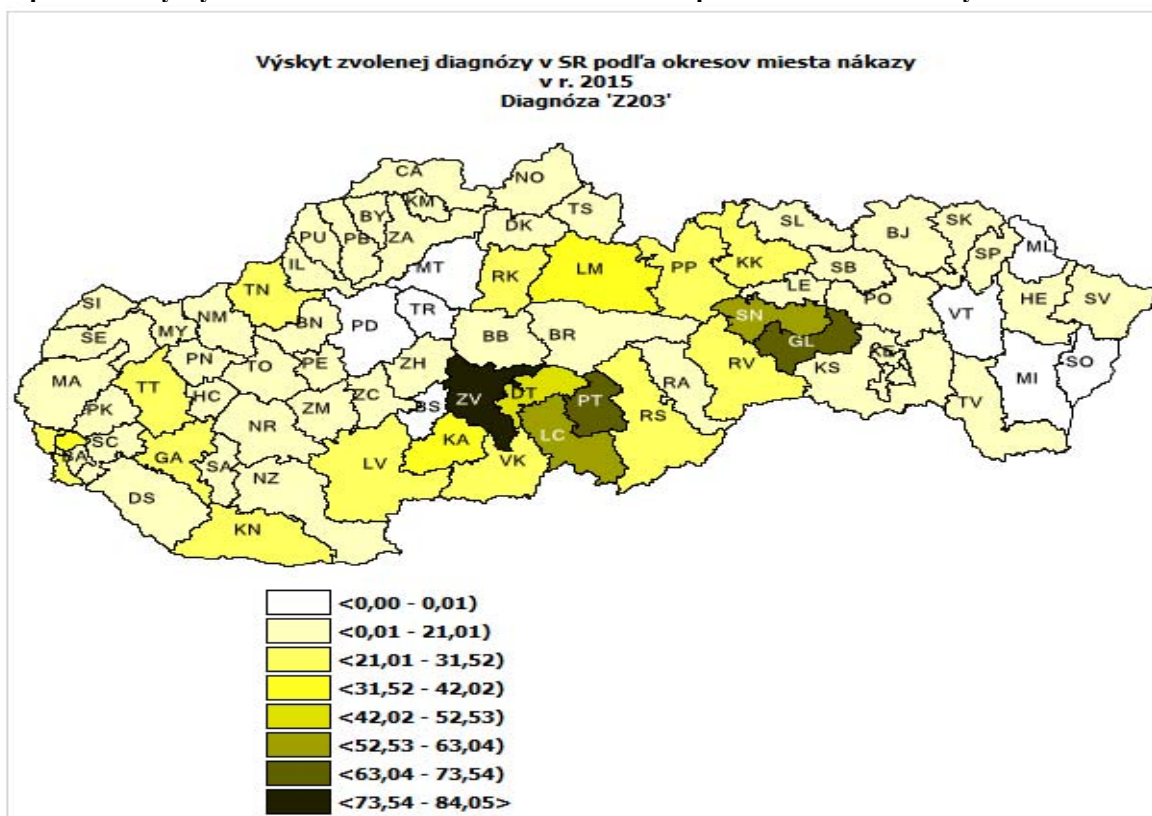 Výskyt zvolenej diagnózy v SR podľa okresov miesta nákazy
v r. 2015
Diagnóza 'Z203'
CA
NO
KM
TS
BY
DK
PU
PB
ZA
IL
MT
RK
LM
PP
KK
SL
BJ
SK
SP
ML
SB
HE
SV
TN
LE
PO
SI
NM
BN
PD
TR
SN
VT
SE
MY
BB
BR
GL
KE
SO
PN
TO
PE
ZH
RV
KS
MI
MA
TT
HC
ZM
ZC
BS
ZV
DT
PT
RA
TV
PK
NR
LC
RS
SC
BA
GA
SA
KA
LV
VK
NZ
DS
KN
<0,00 - 0,01)
<0,01 - 21,01)
<21,01 - 31,52)
<31,52 - 42,02)
<42,02 - 52,53)
<52,53 - 63,04)
<63,04 - 73,54)
<73,54 - 84,05>